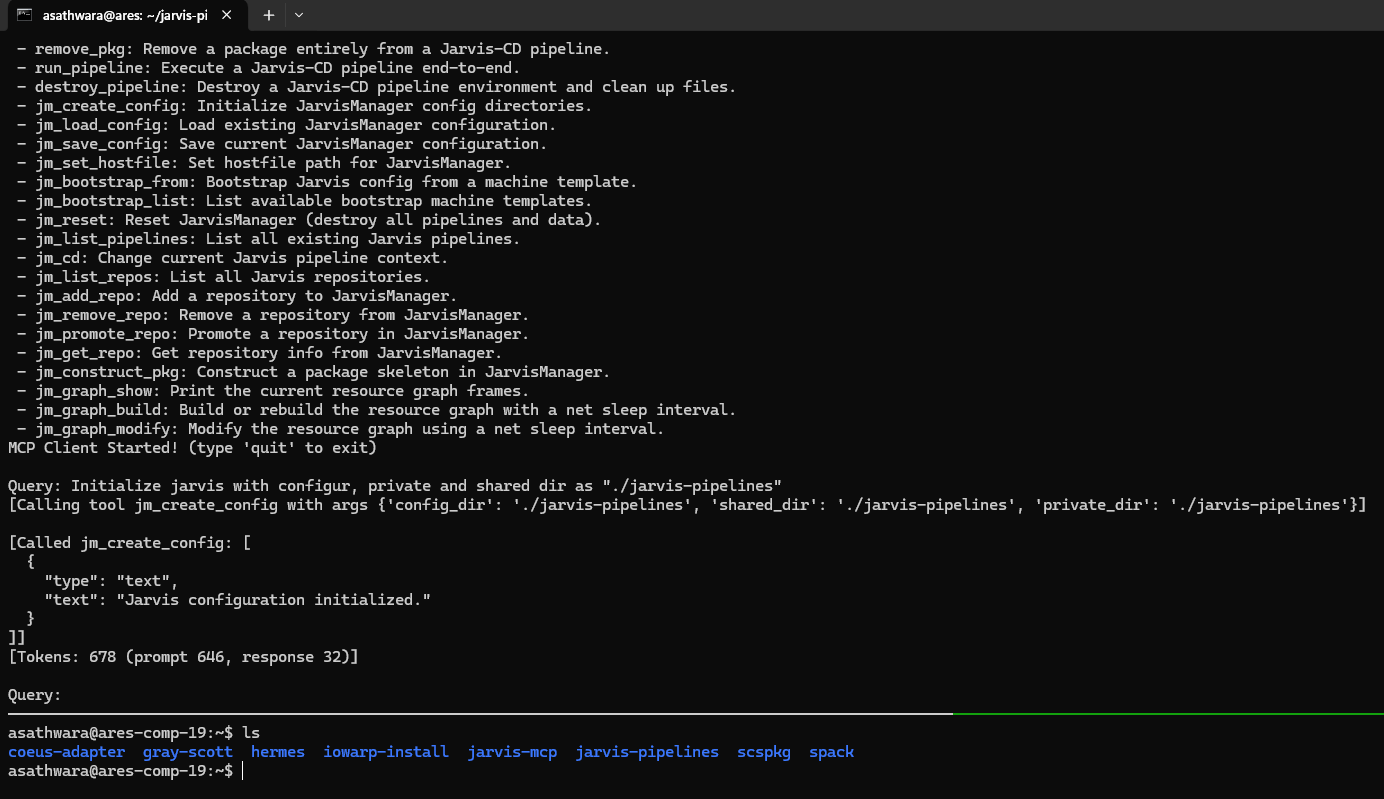 asathwara@ares: ~/jarvis-pi
- remove_pkg: Remove a package entirely from a Jarvis-CD pipeline.
- run_pipeline: Execute a Jarvis-CD pipeline end-to-end.
- destroy_pipeline: Destroy a Jarvis-CD pipeline environment and clean up files.
- jm_create_config: Initialize JarvisManager config directories.
- jm_load_config: Load existing JarvisManager configuration.
- jm_save_config: Save current JarvisManager configuration.
- jm_set_hostfile: Set hostfile path for JarvisManager.
- jm_bootstrap_from: Bootstrap Jarvis config from a machine template.
- jm_bootstrap_list: List available bootstrap machine templates.
- jm_reset: Reset JarvisManager (destroy all pipelines and data).
- jm_list_pipelines: List all existing Jarvis pipelines.
- jm_cd: Change current Jarvis pipeline context.
- jm_list_repos: List all Jarvis repositories.
- jm_add_repo: Add a repository to JarvisManager.
- jm_remove_repo: Remove a repository from JarvisManager.
- jm_promote_repo: Promote a repository in JarvisManager.
- jm_get_repo: Get repository info from JarvisManager.
- jm_construct_pkg: Construct a package skeleton in JarvisManager.
- jm_graph_show: Print the current resource graph frames.
- jm_graph_build: Build or rebuild the resource graph with a net sleep interval.
- jm_graph_modify: Modify the resource graph using a net sleep interval.
MCP Client Started! (type 'quit' to exit)
Query: Initialize jarvis with configur, private and shared dir as "./jarvis-pipelines"
[Calling tool jm_create_config with args {'config_dir': './jarvis-pipelines', 'shared_dir': './jarvis-pipelines', 'private_dir': './jarvis-pipelines'}]
[Called jm_create_config: [
{
"type": "text",
"text": "Jarvis configuration initialized."
}
]]
[Tokens: 678 (prompt 646, response 32)]
Query:
asathwara@ares-comp-19:~$ ls
coeus-adapter gray-scott hermes iowarp-install jarvis-mcp jarvis-pipelines scspkg spack
asathwara@ares-comp-19:~$